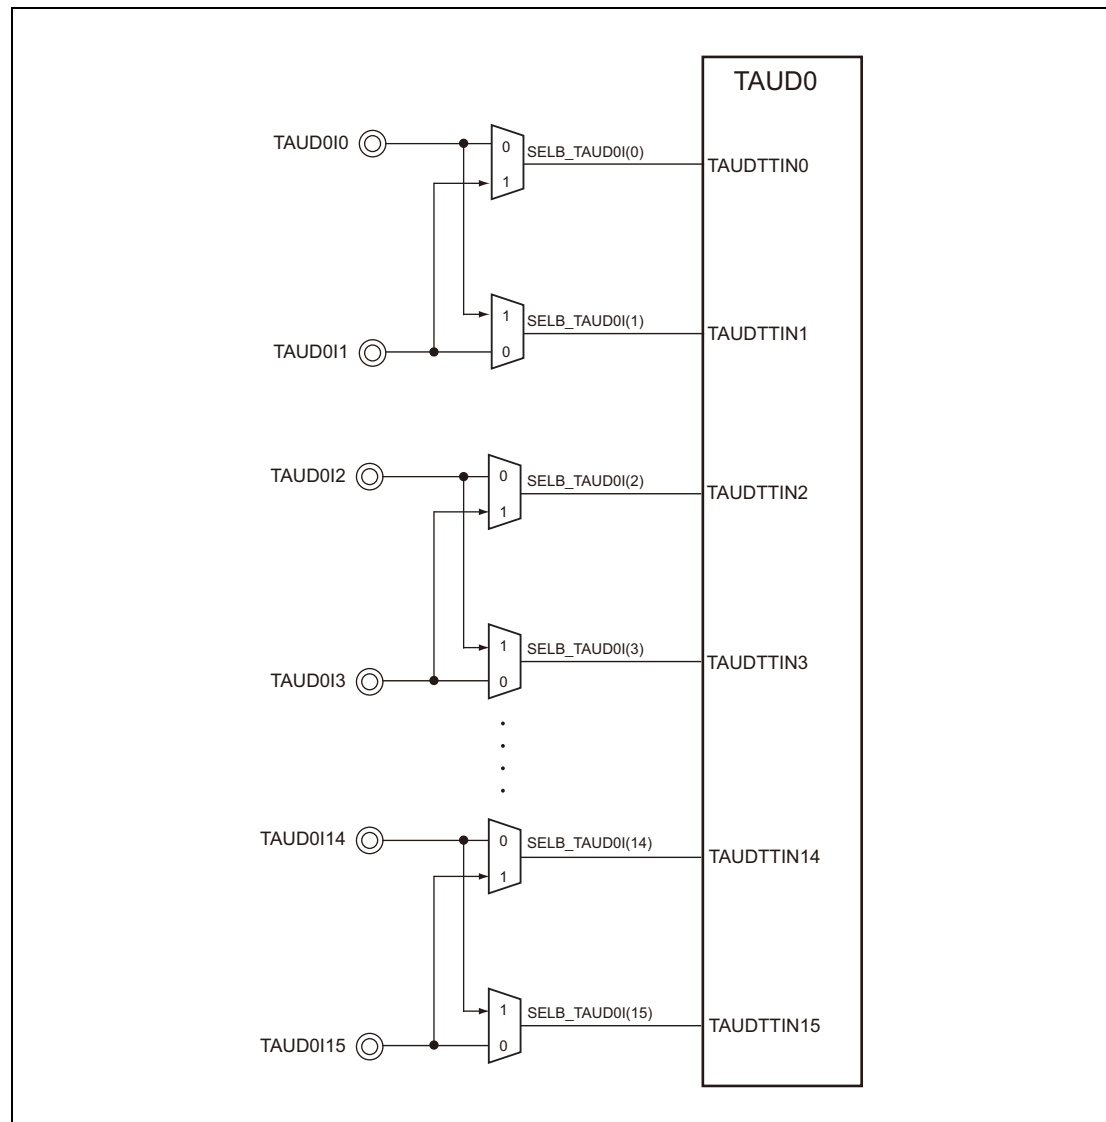 TAUD0
TAUD0I0
0
SELB_TAUD0I(0)
TAUDTTIN0
1
1
SELB_TAUD0I(1)
TAUDTTIN1
TAUD0I1
0
TAUD0I2
0
SELB_TAUD0I(2)
TAUDTTIN2
1
1
SELB_TAUD0I(3)
TAUDTTIN3
TAUD0I3
0
TAUD0I14
0
SELB_TAUD0I(14)
TAUDTTIN14
1
1
SELB_TAUD0I(15)
TAUDTTIN15
TAUD0I15
0